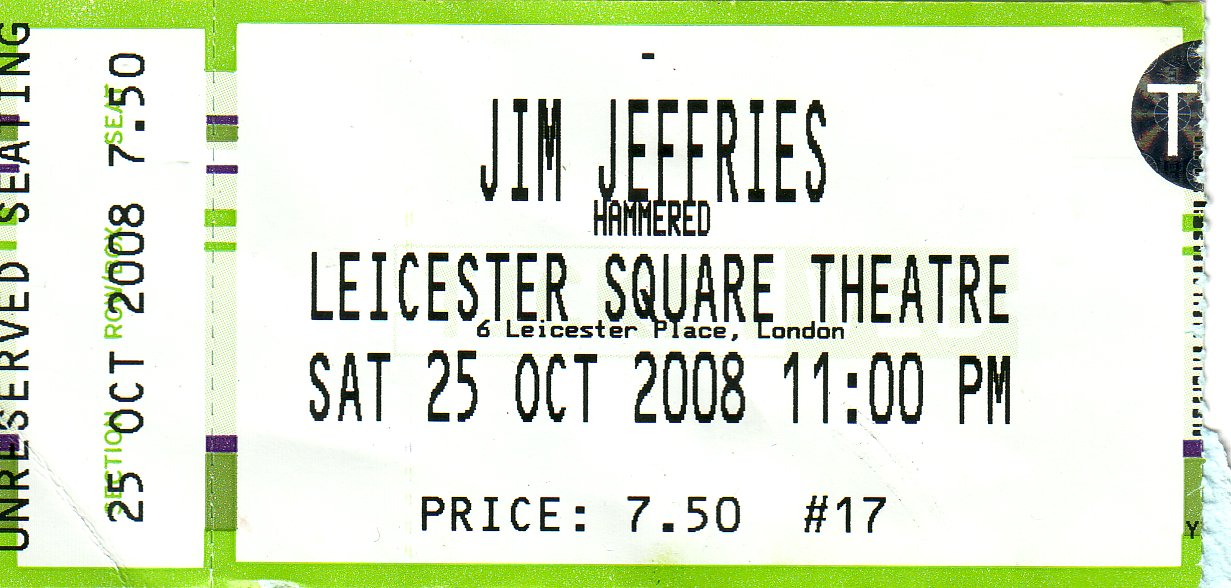 UNRESERVED SEATING
25 OCT 2008 7.50
SECTION ROW/BOX SEAT
-
JIM JEFFRIES
HAMMERED
LEICESTER SQUARE THEATRE
6 Leicester Place, London
SAT 25 OCT 2008 11:00 PM
PRICE: 7.50 #17
T
Y